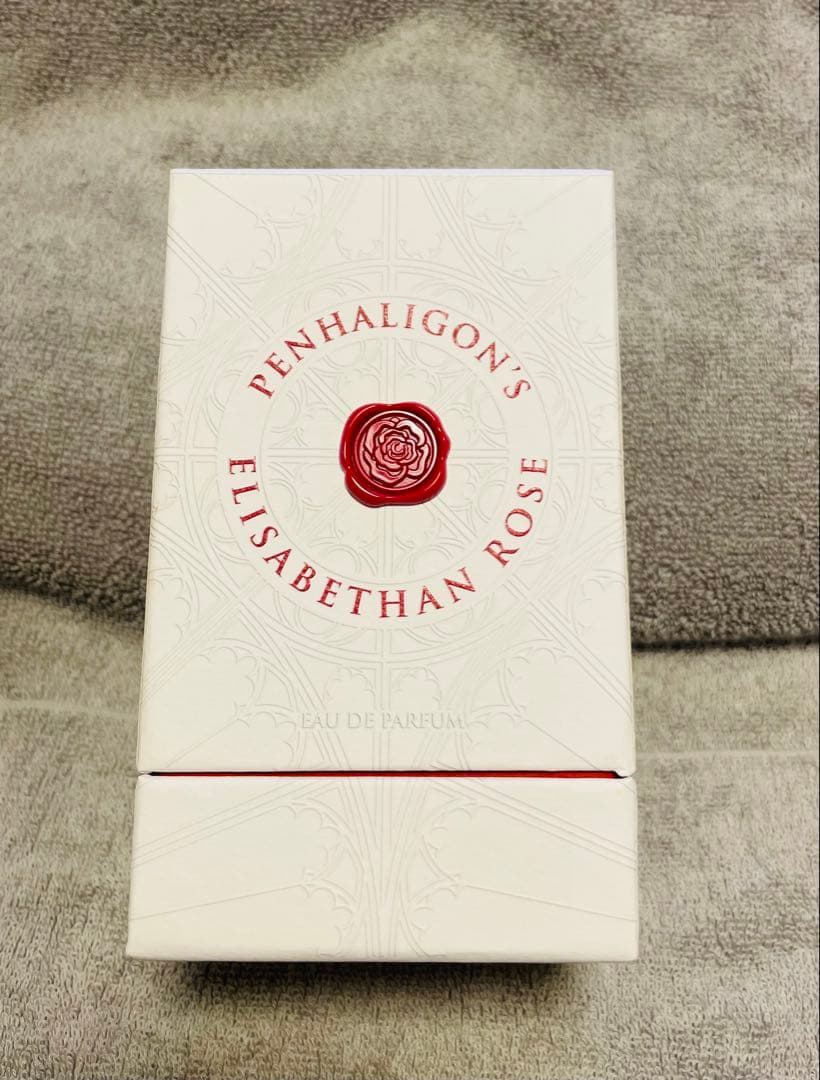 PENHALIGON'S
ELISABETHAN ROSE
EAU DE PARFUM